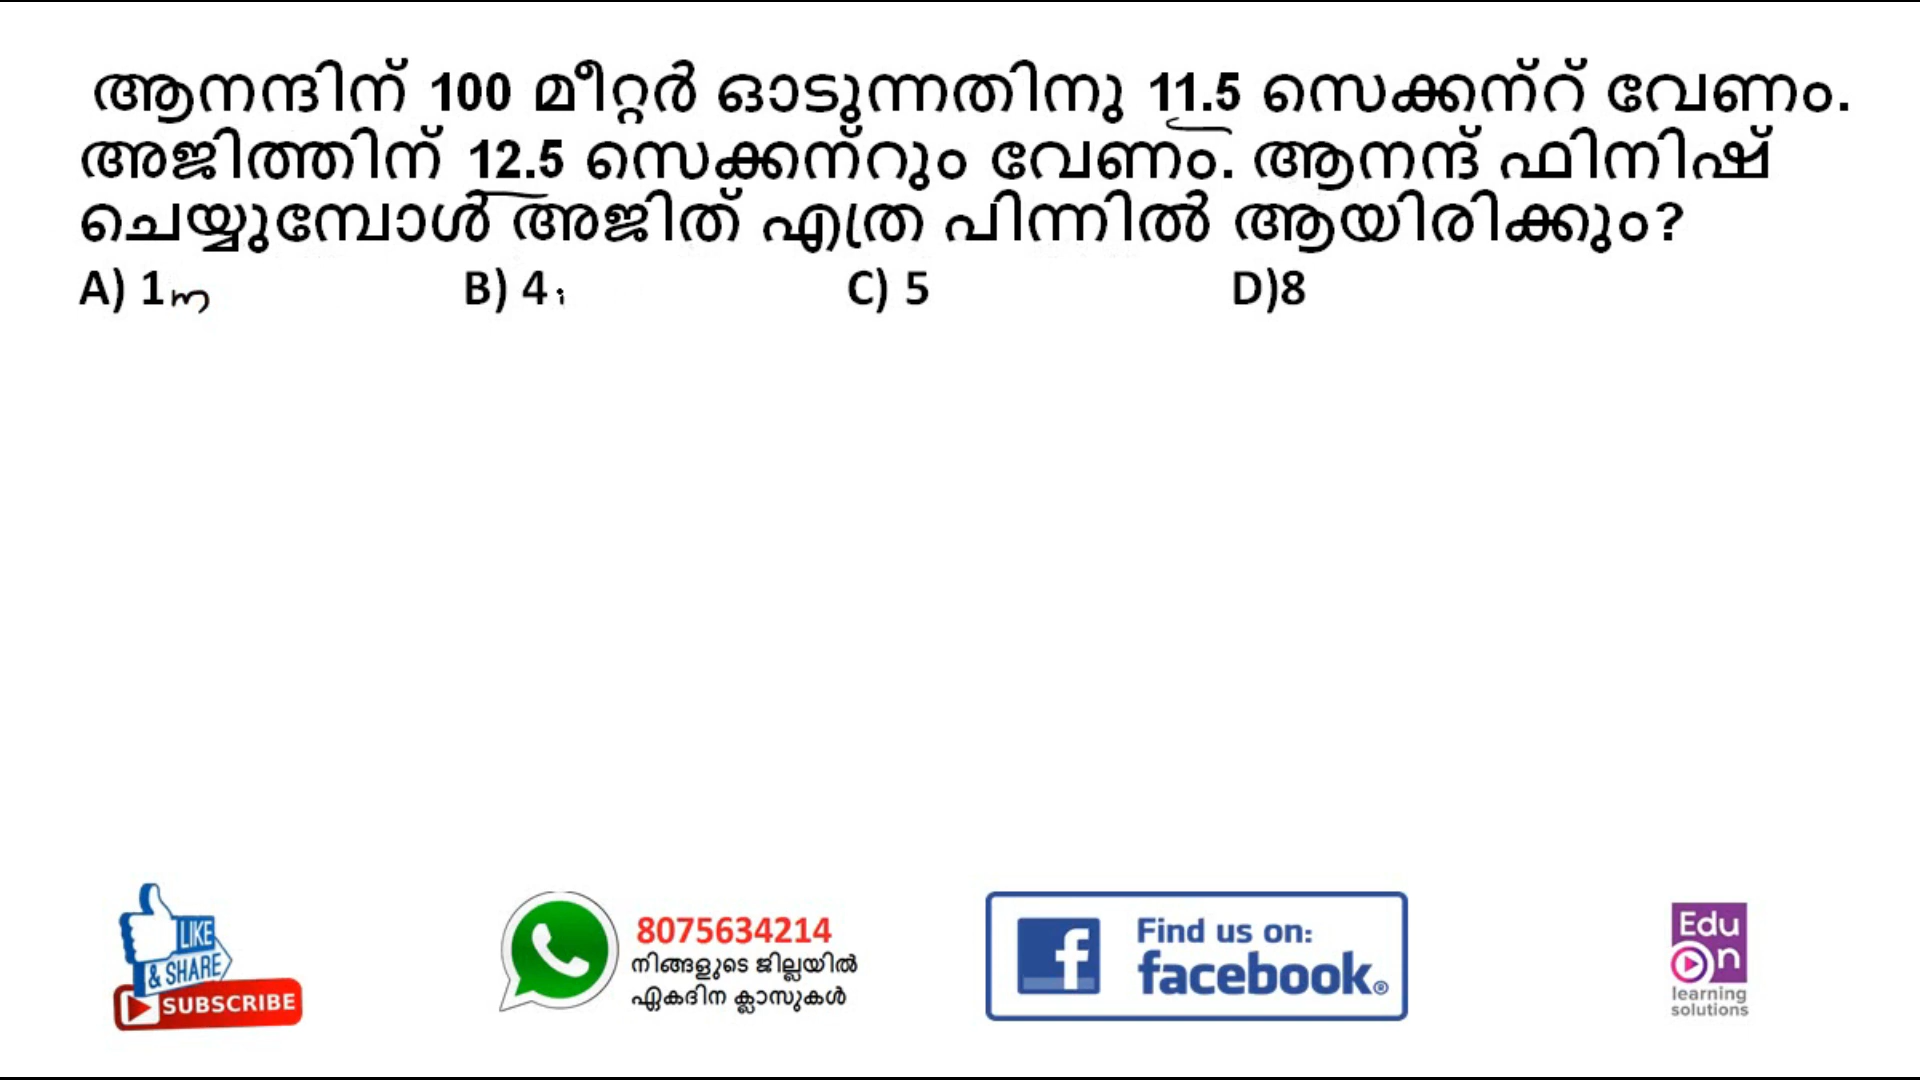 ആനന്ദിന് 100 മീറ്റർ ഓടുന്നതിനു 11.5 സെക്കന്റ് വേണം.
അജിത്തിന് 12.5 സെക്കന്റും വേണം. ആനന്ദ് ഫിനിഷ്
ചെയ്യുമ്പോൾ അജിത് എത്ര പിന്നിൽ ആയിരിക്കും?
A) 1m B) 4 C) 5 D)8
LIKE
& SHARE
SUBSCRIBE
8075634214
നിങ്ങളുടെ ജില്ലയിൽ
ഏകദിന ക്ലാസുകൾ
Find us on:
facebook®
Edu
On
learning
solutions